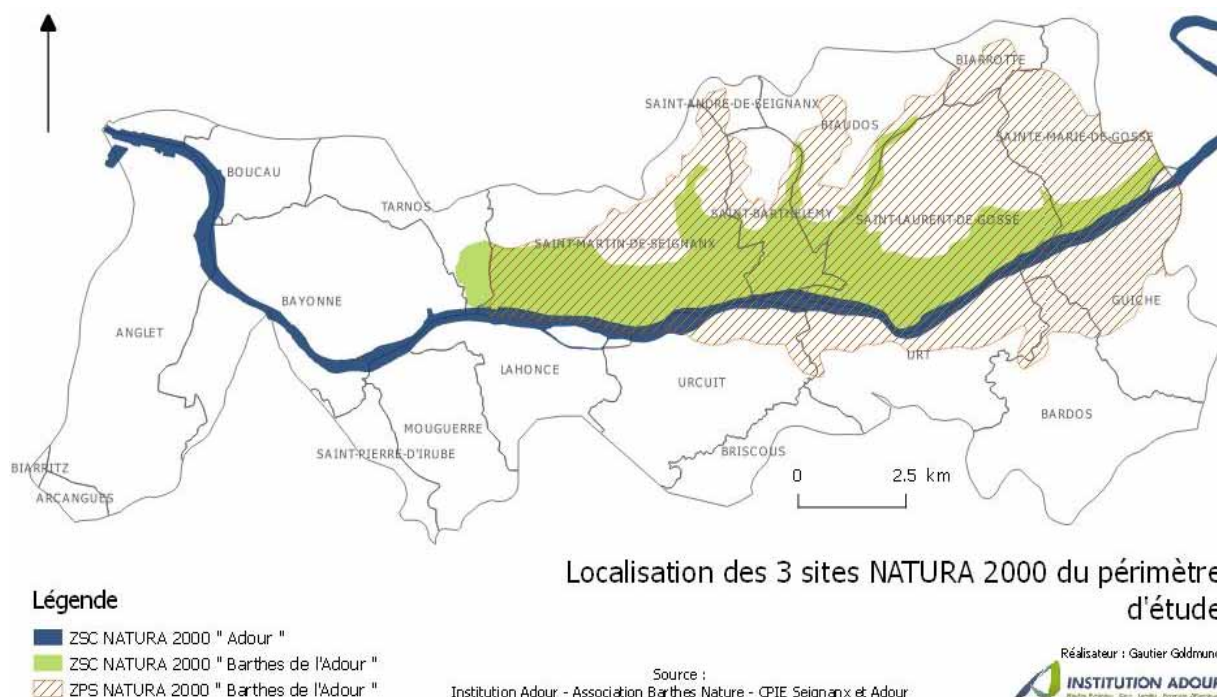 BIARROTTE
SAINT-ANDRE-DE-SEIGNANX
BIAUDOS
SAINTE-MARIE-DE-GOSSE
BOUCAU
TARNOS
SAINT-BARTHELEMY
SAINT-LAURENT-DE-GOSSE
SAINT-MARTIN-DE-SEIGNANX
BAYONNE
GUICHE
ANGLET
URT
LAHONCE
URCUIT
BARDOS
MOUGUERRE
BRISCOUS
SAINT-PIERRE-D'IRUBE
BIARRITZ
ARCANGUES
0 2.5 km
Localisation des 3 sites NATURA 2000 du périmètre
d'étude
Légende
ZSC NATURA 2000 " Adour "
ZSC NATURA 2000 " Barthes de l'Adour "
ZPS NATURA 2000 " Barthes de l'Adour "
Source :
Institution Adour - Association Barthes Nature - CPIE Seignanx et Adour
Réalisateur : Gautier Goldmund
INSTITUTION ADOUR